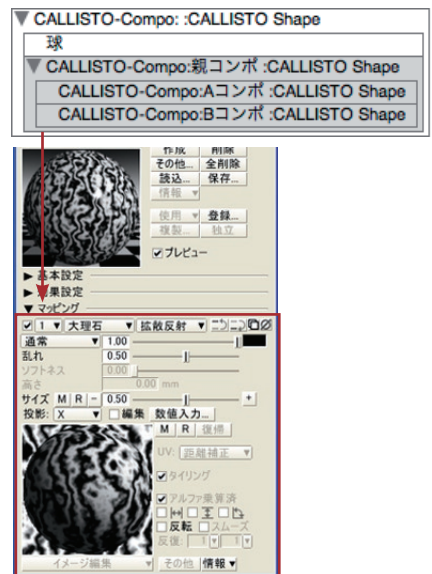 CALLISTO-Compo: :CALLISTO Shape
球
CALLISTO-Compo:親コンポ :CALLISTO Shape
CALLISTO-Compo:Aコンポ :CALLISTO Shape
CALLISTO-Compo:Bコンポ :CALLISTO Shape
作成 削除
その他... 全削除
読込... 保存...
情報
使用 登録...
複製... 独立
プレビュー
基本設定
果設定
マッピング
1 大理石 拡散反射
通常 1.00
乱れ 0.50
ソフトネス 0.00
高さ 0.00 mm
サイズ M R - 0.50 +
投影: X 編集 数値入力...
M R 復帰
UV: 距離補正
タイリング
アルファ乗算済
反転 スムーズ
反復: 1 1
イメージ編集 その他 情報